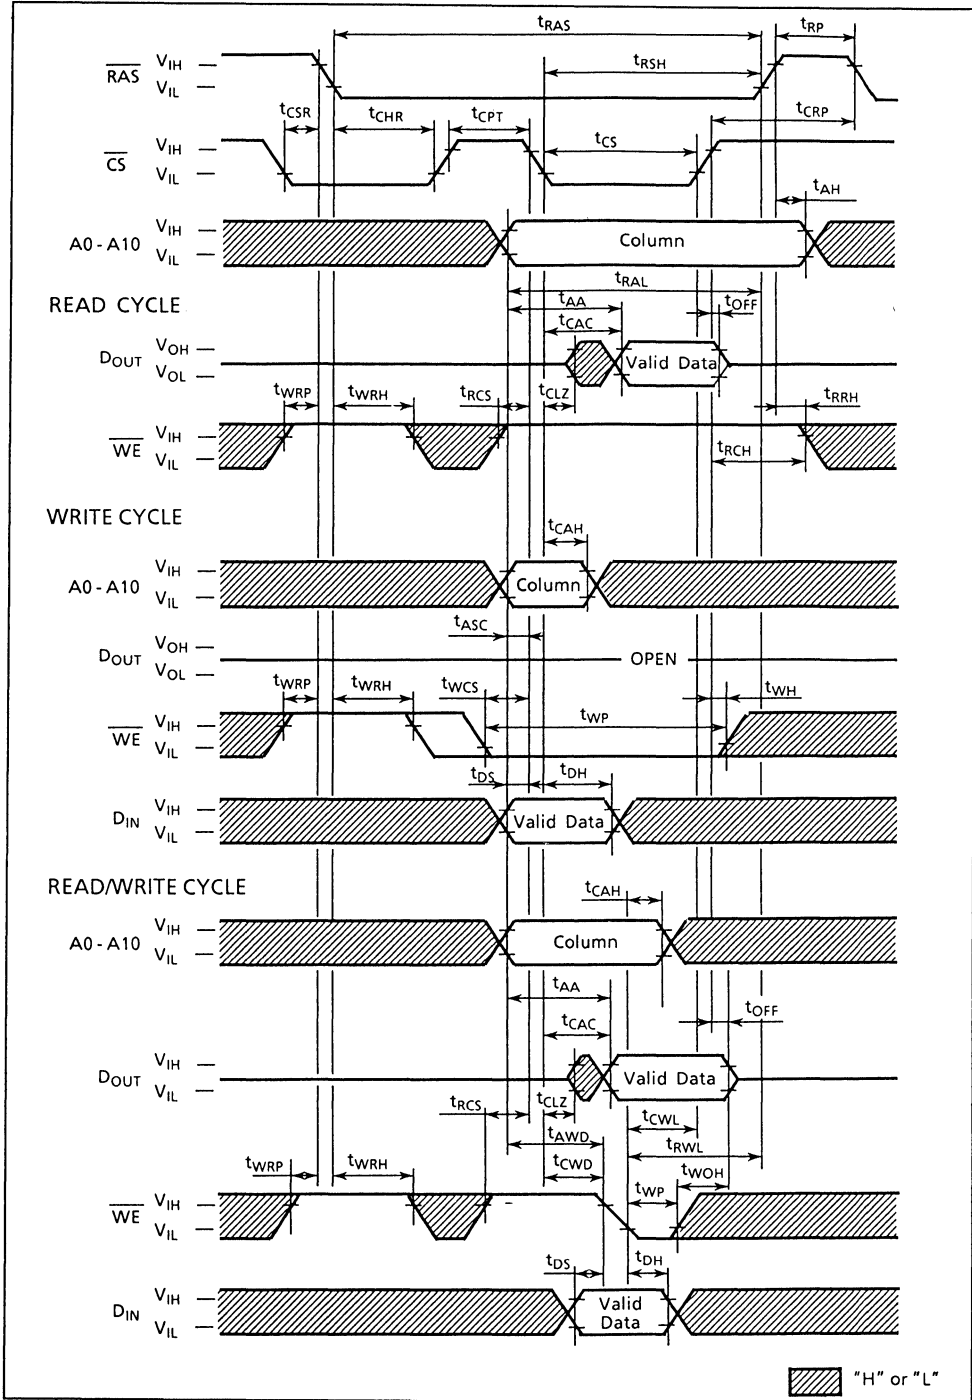 tRAS
tRP
RAS VIH
VIL
tRSH
tCSR
tCHR
tCPT
tCRP
CS VIH
VIL
tCS
tAH
A0 - A10 VIH
VIL
Column
tRAL
READ CYCLE
tAA
tOFF
tCAC
DOUT VOH
VOL
Valid Data
tWRP
tWRH
tRCS
tCLZ
tRRH
WE VIH
VIL
tRCH
WRITE CYCLE
tCAH
A0 - A10 VIH
VIL
Column
tASC
DOUT VOH
VOL
OPEN
tWRP
tWRH
tWCS
tWH
WE VIH
VIL
tWP
tDS
tDH
DIN VIH
VIL
Valid Data
READ/WRITE CYCLE
tCAH
A0 - A10 VIH
VIL
Column
tAA
tCAC
tOFF
DOUT VIH
VIL
Valid Data
tRCS
tCLZ
tCWL
tAWD
tRWL
tWRP
tWRH
tCWD
tWP
tWOH
WE VIH
VIL
tDS
tDH
DIN VIH
VIL
Valid
Data
"H" or "L"